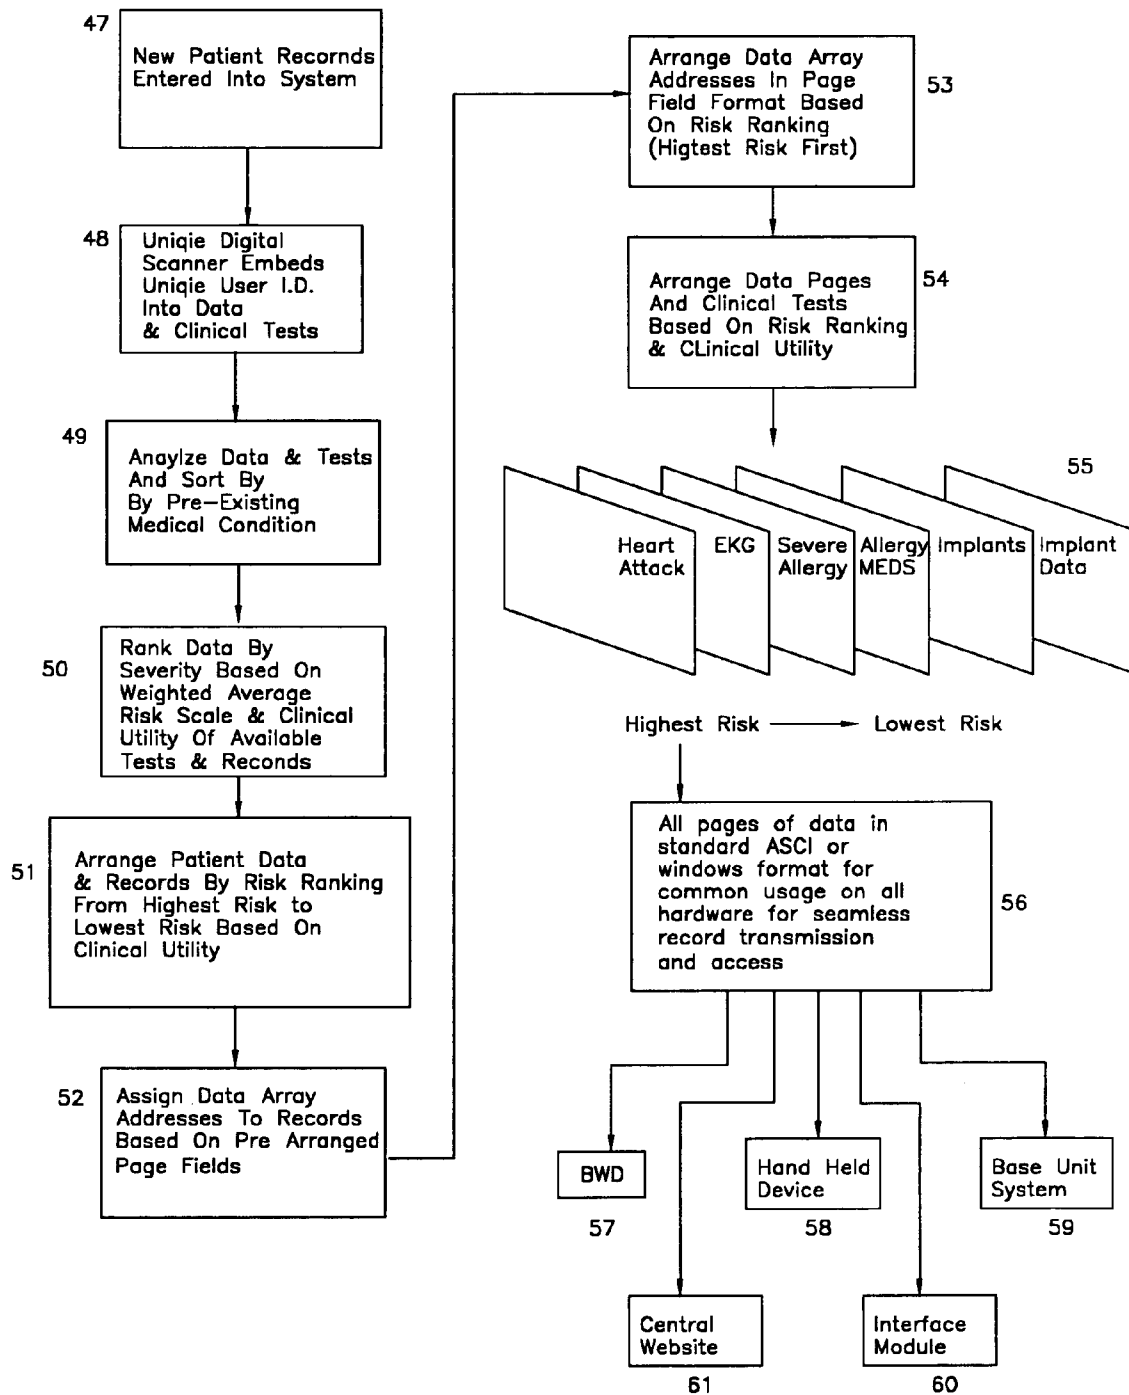 47
New Patient Recornds
Entered Into System
48
Uniqie Digital
Scanner Embeds
Uniqie User I.D.
Into Data
& Clinical Tests
49
Anaylze Data & Tests
And Sort By
By Pre-Existing
Medical Condition
50
Rank Data By
Severity Based On
Weighted Average
Risk Scale & Clinical
Utility Of Available
Tests & Reconds
51
Arrange Patient Data
& Records By Risk Ranking
From Highest Risk to
Lowest Risk Based On
Clinical Utility
52
Assign Data Array
Addresses To Records
Based On Pre Arranged
Page Fields
53
Arrange Data Array
Addresses In Page
Field Format Based
On Risk Ranking
(Higtest Risk First)
54
Arrange Data Pages
And Clinical Tests
Based On Risk Ranking
& CLinical Utility
55
Heart
Attack
EKG
Severe
Allergy
Allergy
MEDS
Implants
Implant
Data
Highest Risk
Lowest Risk
56
All pages of data in
standard ASCI or
windows format for
common usage on all
hardware for seamless
record transmission
and access
BWD
57
Hand Held
Device
58
Base Unit
System
59
Central
Website
61
Interface
Module
60